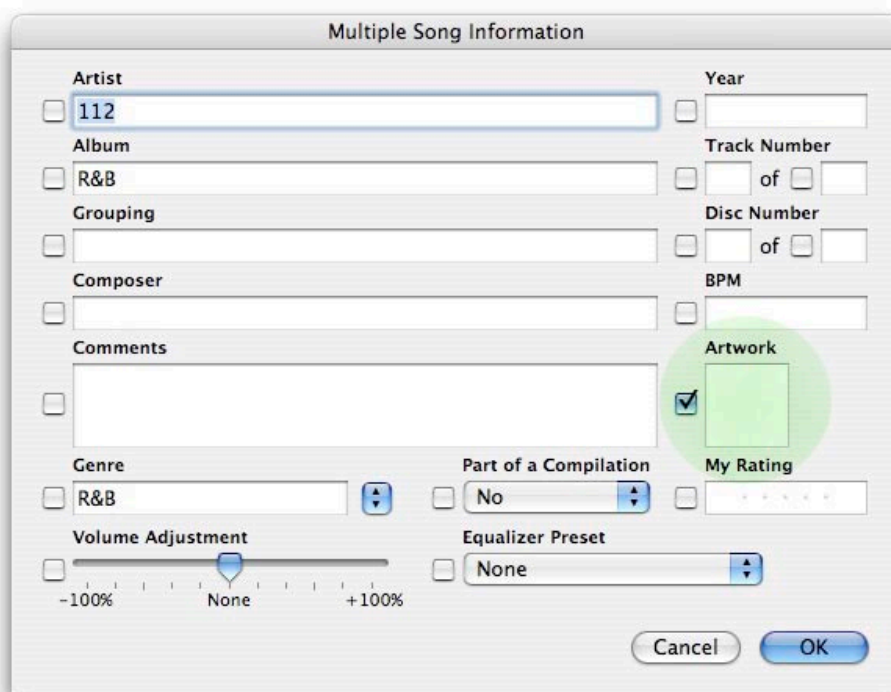 Multiple Song Information
Artist
Year
112
Album
Track Number
R&B
of
Grouping
Disc Number
of
Composer
BPM
Comments
Artwork
Genre
Part of a Compilation
My Rating
R&B
No
Volume Adjustment
Equalizer Preset
None
-100%
None
+100%
Cancel
OK